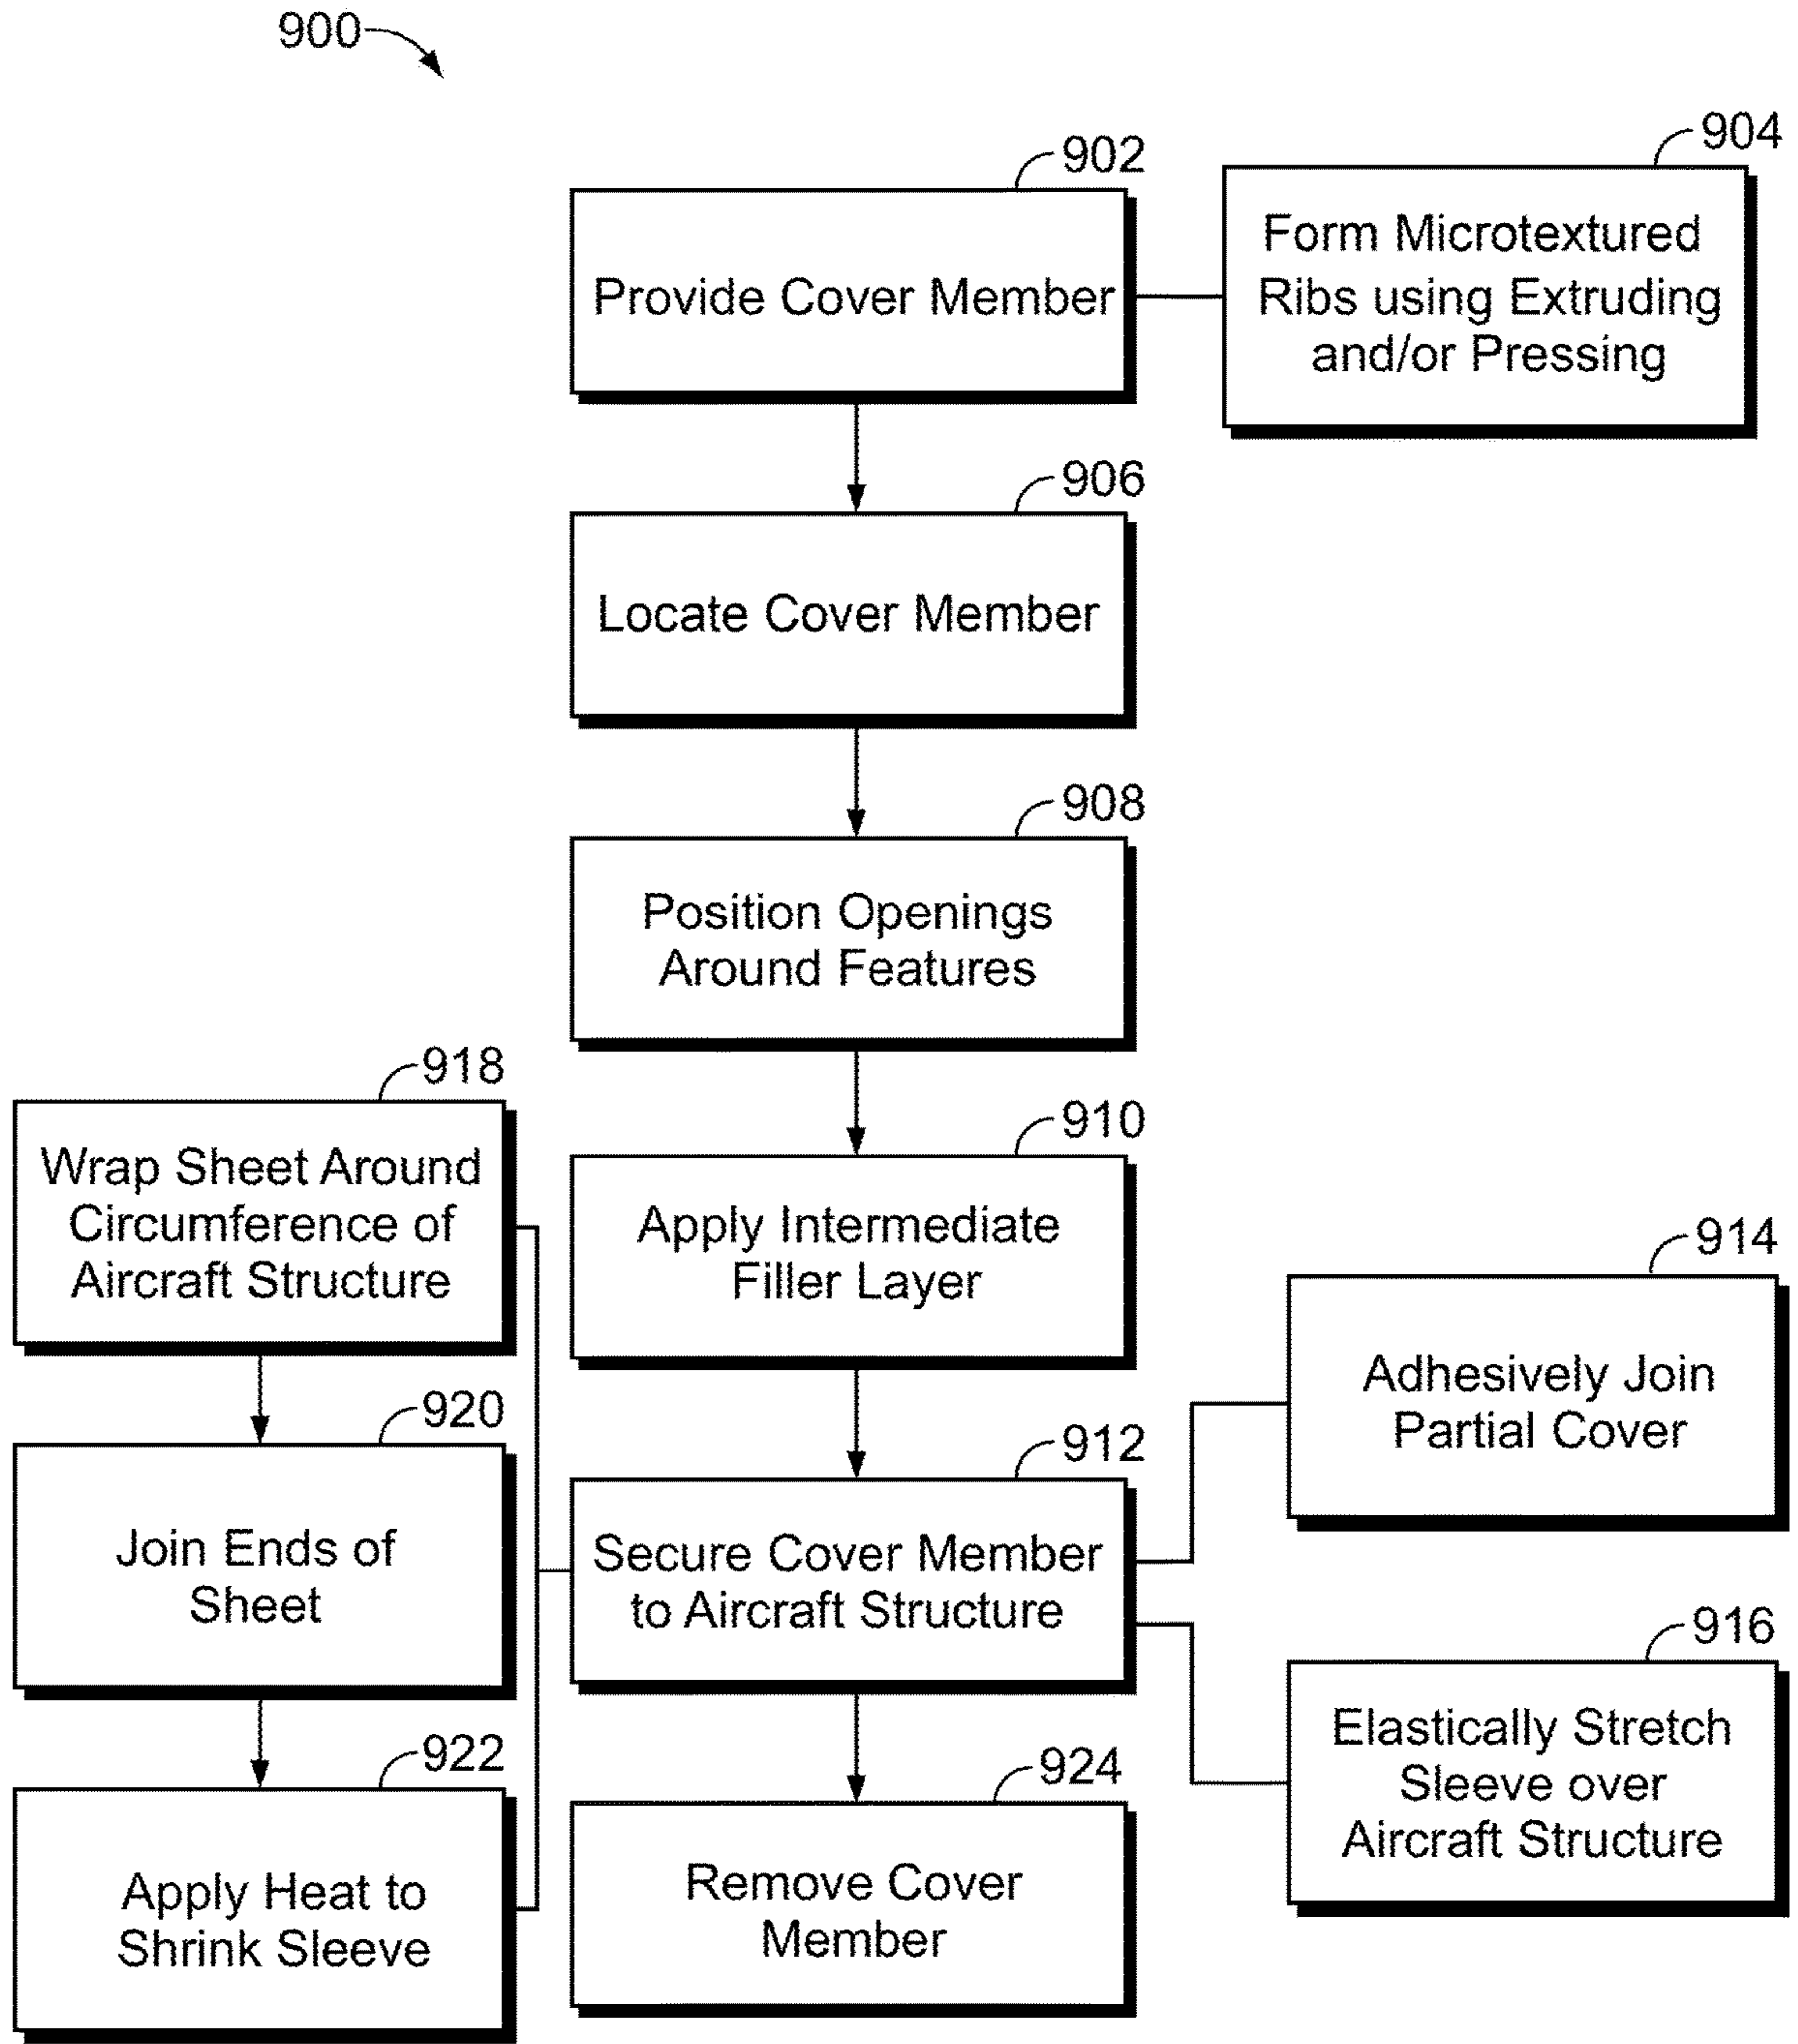 900
902
Provide Cover Member
904
Form Microtextured
Ribs using Extruding
and/or Pressing
906
Locate Cover Member
908
Position Openings
Around Features
910
Apply Intermediate
Filler Layer
912
Secure Cover Member
to Aircraft Structure
914
Adhesively Join
Partial Cover
916
Elastically Stretch
Sleeve over
Aircraft Structure
918
Wrap Sheet Around
Circumference of
Aircraft Structure
920
Join Ends of
Sheet
922
Apply Heat to
Shrink Sleeve
924
Remove Cover
Member